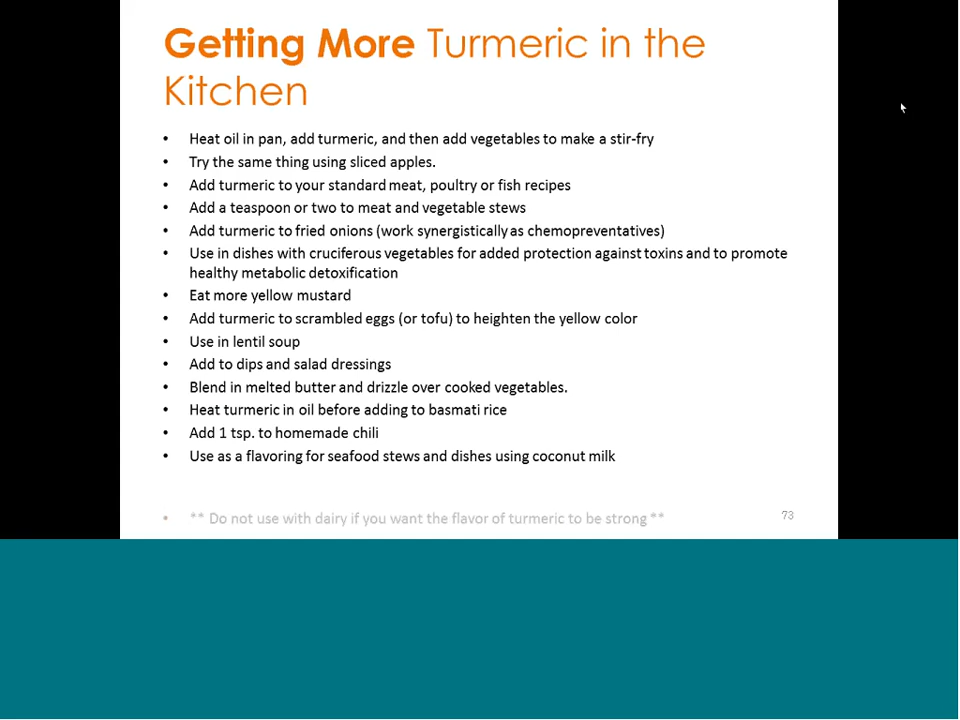 Getting More Turmeric in the
Kitchen
• Heat oil in pan, add turmeric, and then add vegetables to make a stir-fry
• Try the same thing using sliced apples.
• Add turmeric to your standard meat, poultry or fish recipes
• Add a teaspoon or two to meat and vegetable stews
• Add turmeric to fried onions (work synergistically as chemopreventatives)
• Use in dishes with cruciferous vegetables for added protection against toxins and to promote
healthy metabolic detoxification
• Eat more yellow mustard
• Add turmeric to scrambled eggs (or tofu) to heighten the yellow color
• Use in lentil soup
• Add to dips and salad dressings
• Blend in melted butter and drizzle over cooked vegetables.
• Heat turmeric in oil before adding to basmati rice
• Add 1 tsp. to homemade chili
• Use as a flavoring for seafood stews and dishes using coconut milk
• ** Do not use with dairy if you want the flavor of turmeric to be strong **
73